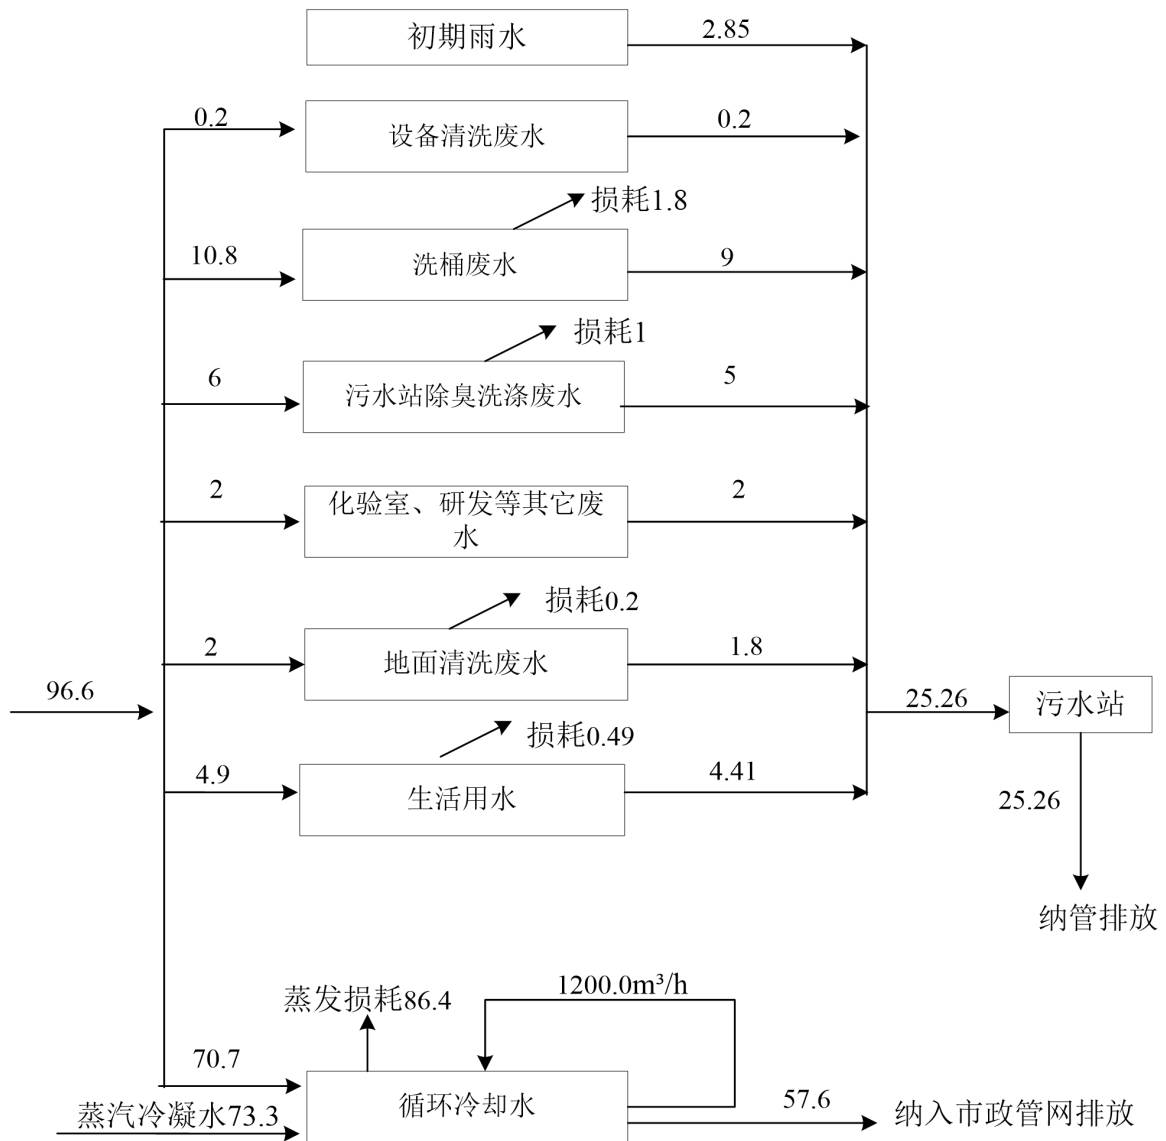 初期雨水
2.85
0.2
设备清洗废水
0.2
损耗1.8
10.8
洗桶废水
9
损耗1
6
污水站除臭洗涤废水
5
2
化验室、研发等其它废
水
2
损耗0.2
2
地面清洗废水
1.8
96.6
25.26
污水站
损耗0.49
4.9
生活用水
4.41
25.26
纳管排放
1200.0m³/h
蒸发损耗86.4
70.7
循环冷却水
57.6
蒸汽冷凝水73.3
纳入市政管网排放